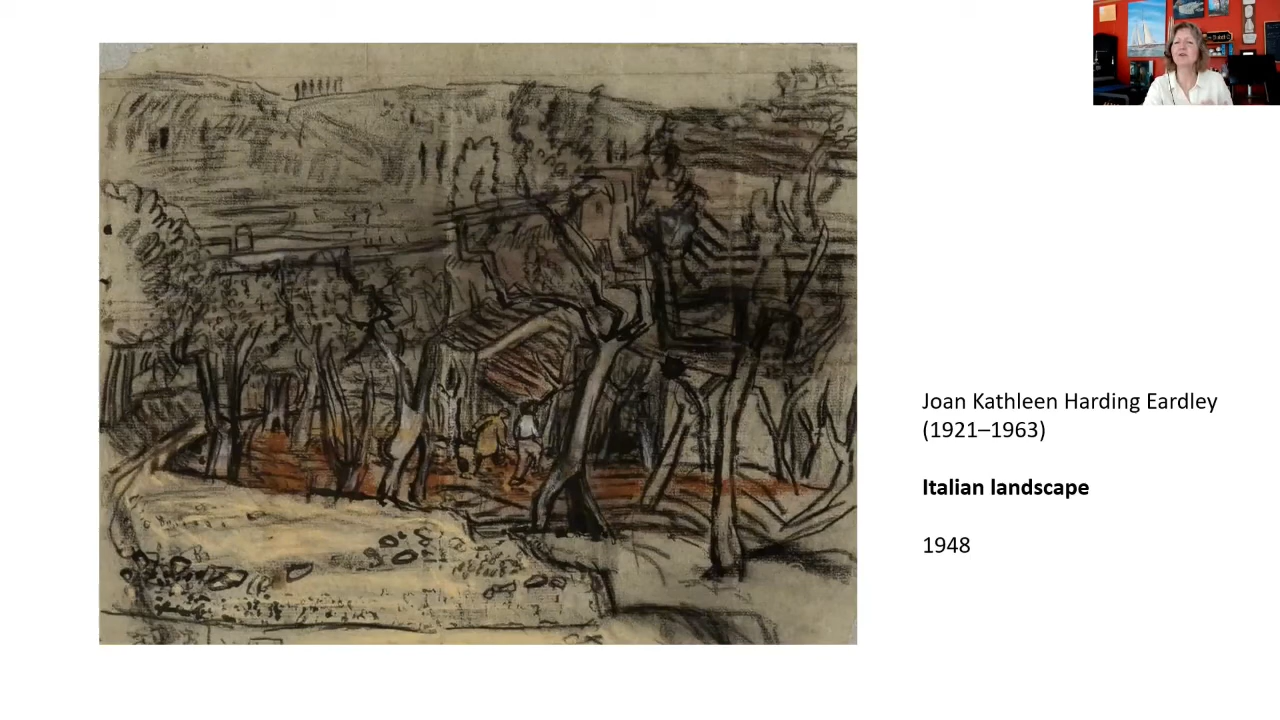 Joan Kathleen Harding Eardley
(1921–1963)
Italian landscape
1948